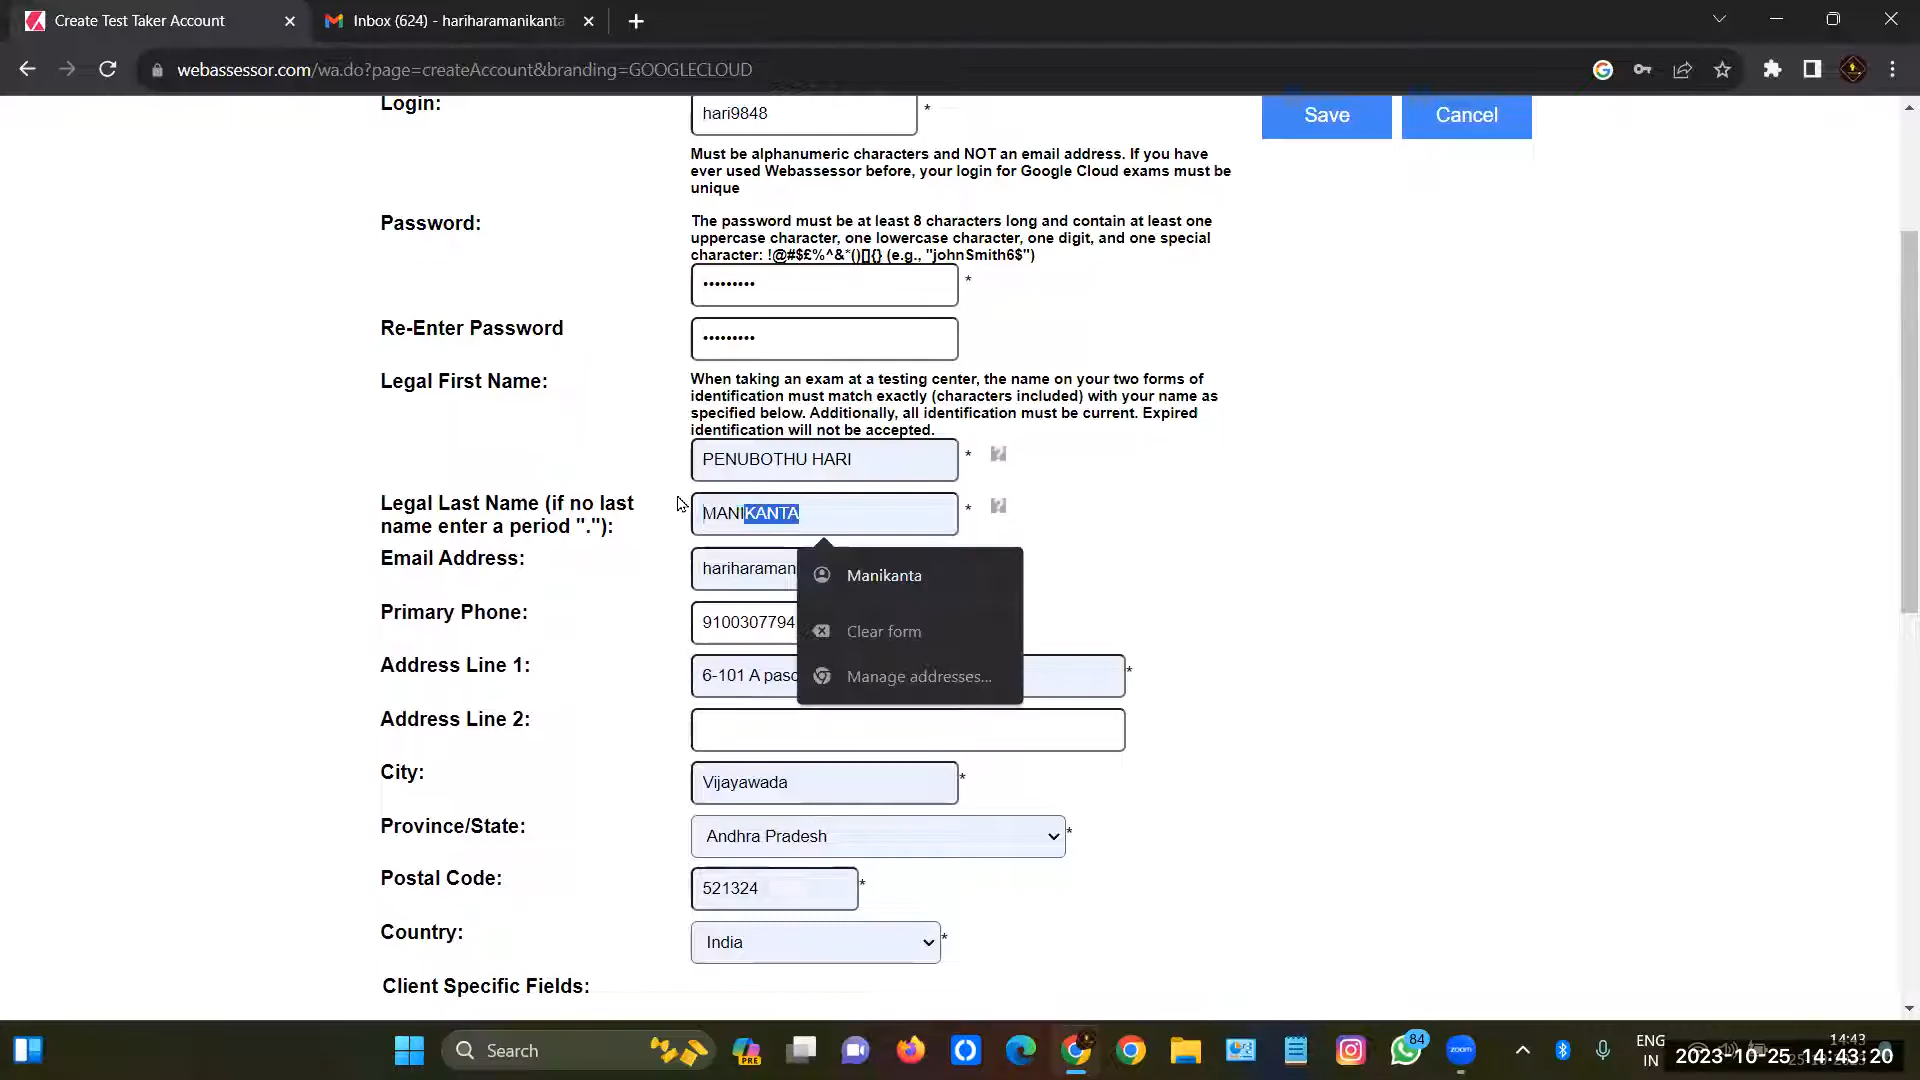 Create Test Taker Account
Inbox (624) - hariharamanikanta
webassessor.com/wa.do?page=createAccount&branding=GOOGLECLOUD
Login:
hari9848
*
Save
Cancel
Must be alphanumeric characters and NOT an email address. If you have
ever used Webassessor before, your login for Google Cloud exams must be
unique
Password:
The password must be at least 8 characters long and contain at least one
uppercase character, one lowercase character, one digit, and one special
character: !@#$£%^&*()[]{} (e.g., "johnSmith6$")
•••••••••
*
Re-Enter Password
•••••••••
Legal First Name:
When taking an exam at a testing center, the name on your two forms of
identification must match exactly (characters included) with your name as
specified below. Additionally, all identification must be current. Expired
identification will not be accepted.
PENUBOTHU HARI
*
Legal Last Name (if no last
name enter a period "."):
MANIKANTA
*
Email Address:
hariharaman
Manikanta
Primary Phone:
9100307794
Clear form
Address Line 1:
6-101 A paso
Manage addresses...
*
Address Line 2:
City:
Vijayawada
*
Province/State:
Andhra Pradesh
*
Postal Code:
521324
*
Country:
India
*
Client Specific Fields:
Search
PRE
84
zoom
ENG
IN
14:43
2023-10-25 14:43:20